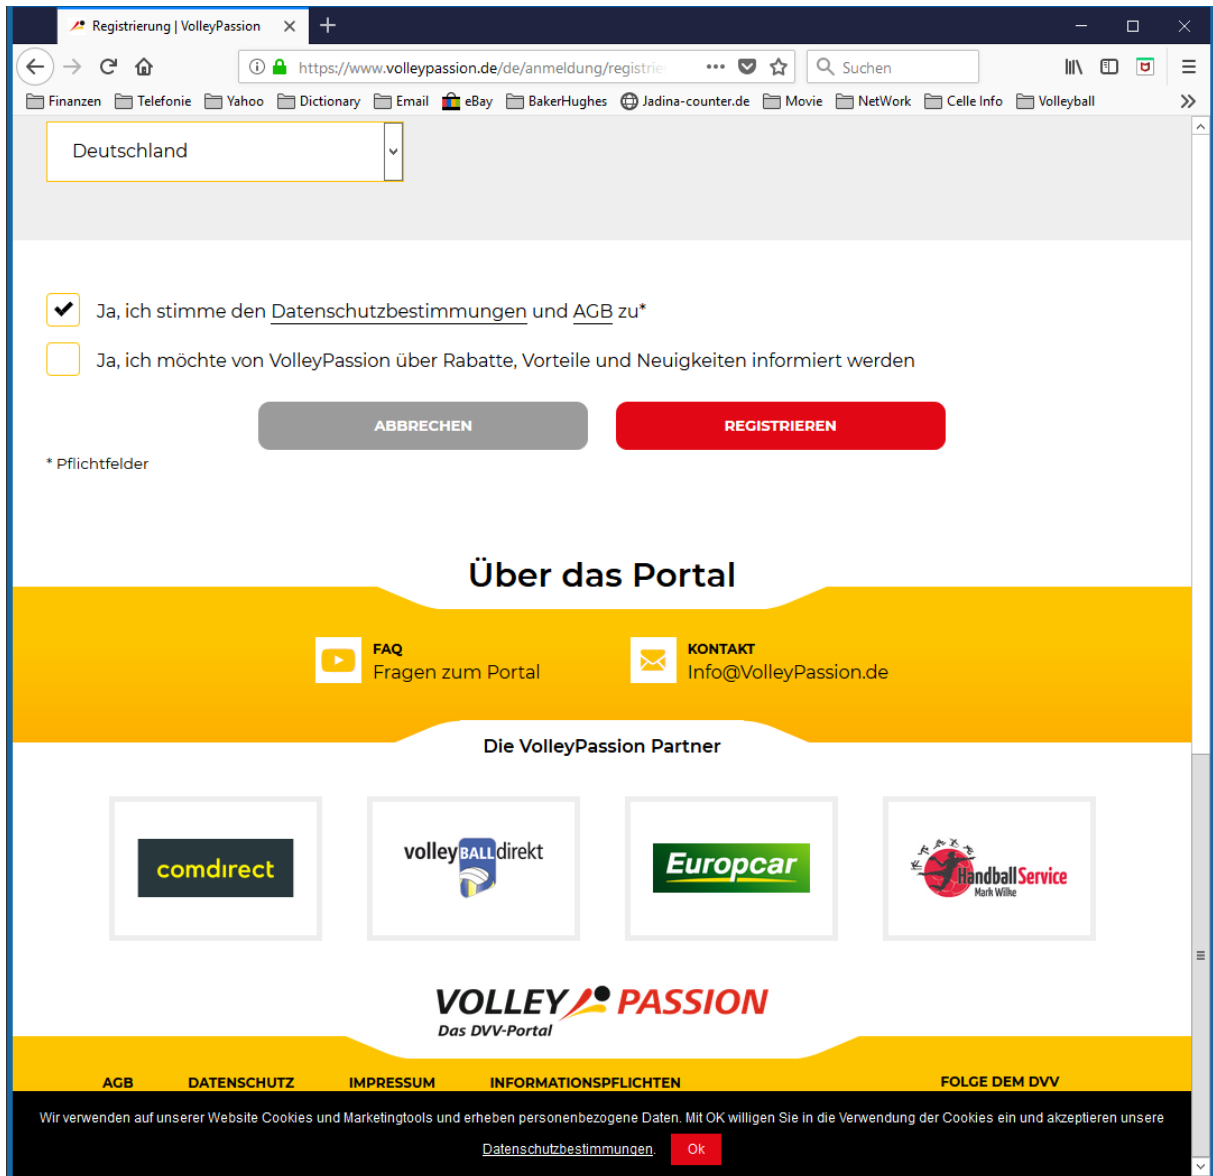 Registrierung | VolleyPassion
https://www.volleypassion.de/de/anmeldung/registrie
Suchen
Finanzen Telefonie Yahoo Dictionary Email eBay BakerHughes Jadina-counter.de Movie NetWork Celle Info Volleyball
Deutschland
Ja, ich stimme den Datenschutzbestimmungen und AGB zu*
Ja, ich möchte von VolleyPassion über Rabatte, Vorteile und Neuigkeiten informiert werden
ABBRECHEN REGISTRIEREN
* Pflichtfelder
Über das Portal
FAQ
Fragen zum Portal
KONTAKT
Info@VolleyPassion.de
Die VolleyPassion Partner
comdirect
volleyBALLdirekt
Europcar
HandballService
Mark Wilke
VOLLEY PASSION
Das DVV-Portal
AGB DATENSCHUTZ IMPRESSUM INFORMATIONSPFLICHTEN FOLGE DEM DVV
Wir verwenden auf unserer Website Cookies und Marketingtools und erheben personenbezogene Daten. Mit OK willigen Sie in die Verwendung der Cookies ein und akzeptieren unsere
Datenschutzbestimmungen. Ok